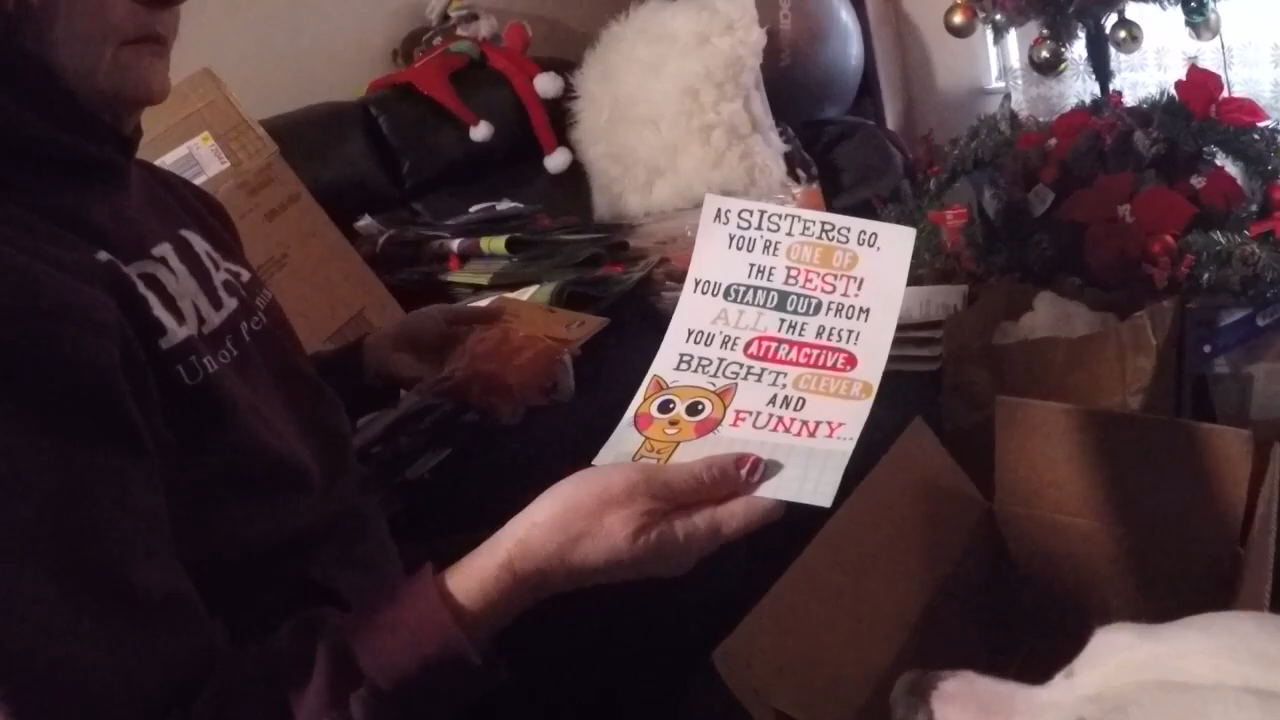 AS SISTERS GO,
YOU'RE ONE OF
THE BEST!
YOU STAND OUT FROM
ALL THE REST!
YOU'RE ATTRACTIVE,
BRIGHT, CLEVER,
AND
FUNNY...